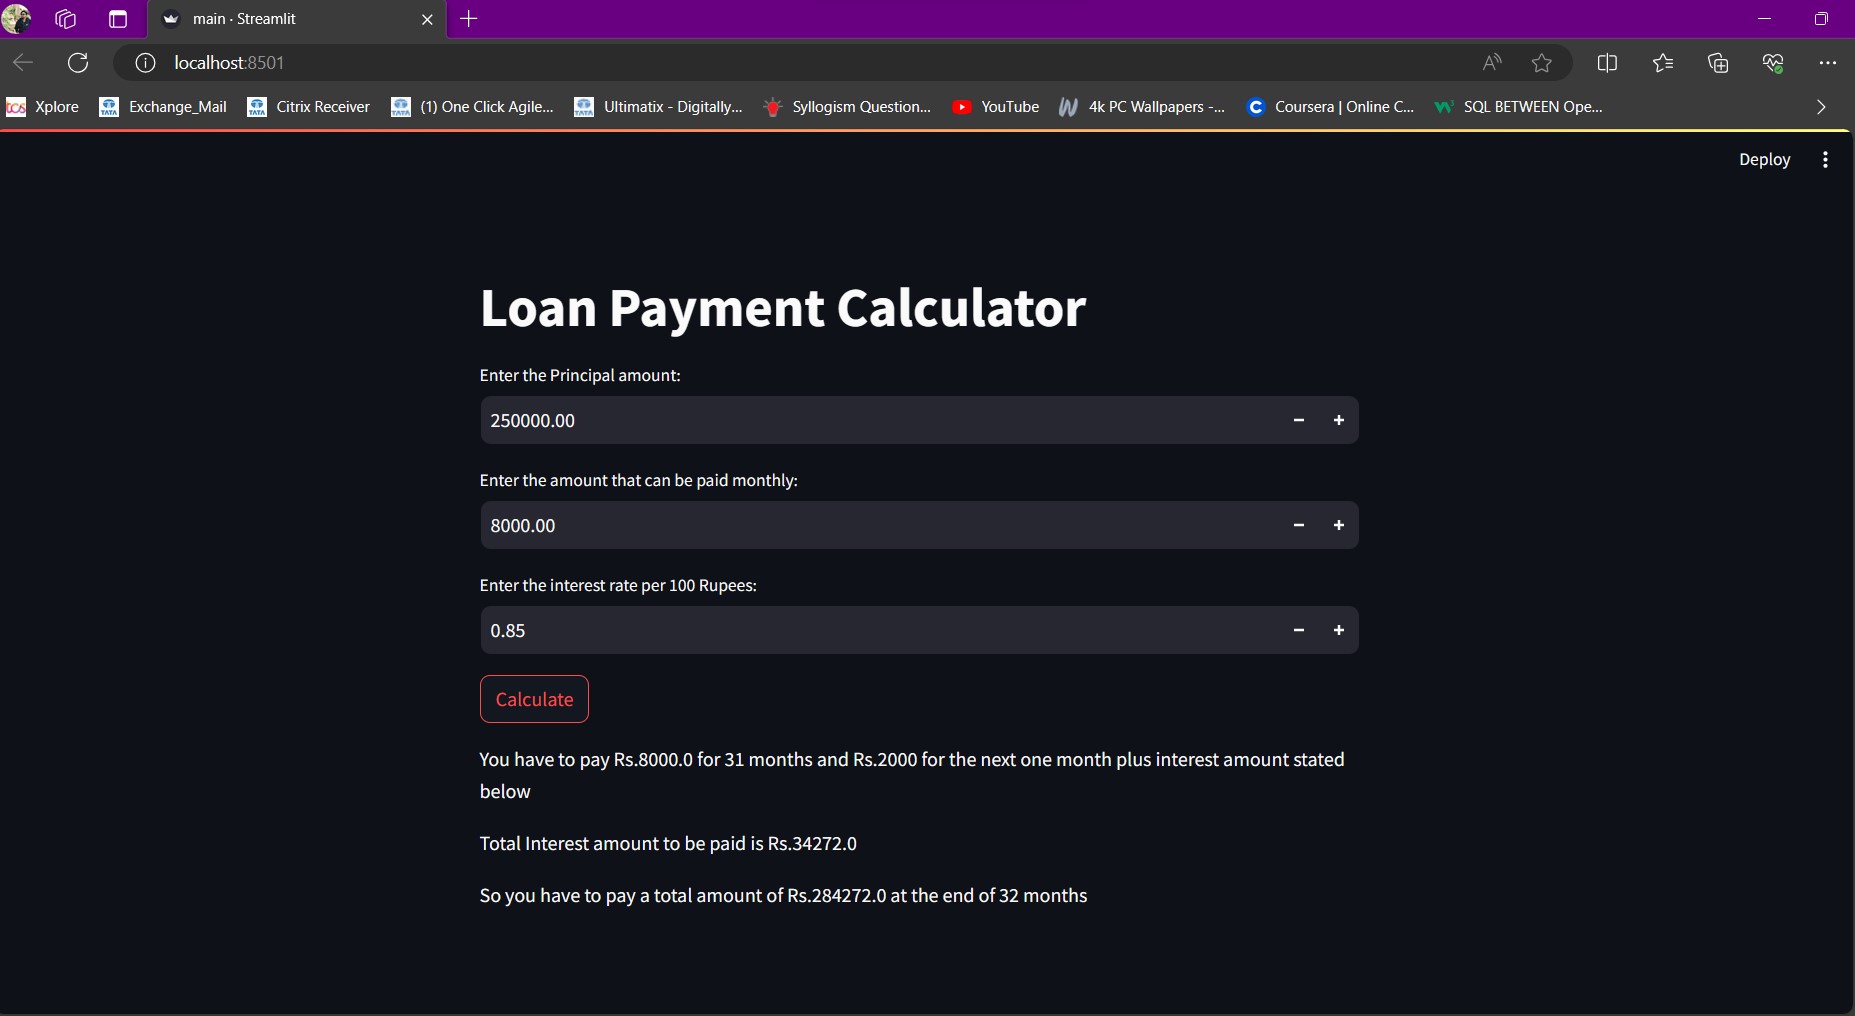 main · Streamlit
localhost:8501
Xplore Exchange_Mail Citrix Receiver (1) One Click Agile... Ultimatix - Digitally... Syllogism Question... YouTube 4k PC Wallpapers -... Coursera | Online C... SQL BETWEEN Ope...
Deploy
Loan Payment Calculator
Enter the Principal amount:
250000.00
Enter the amount that can be paid monthly:
8000.00
Enter the interest rate per 100 Rupees:
0.85
Calculate
You have to pay Rs.8000.0 for 31 months and Rs.2000 for the next one month plus interest amount stated
below
Total Interest amount to be paid is Rs.34272.0
So you have to pay a total amount of Rs.284272.0 at the end of 32 months